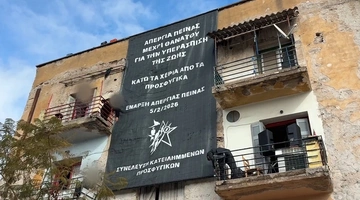 ΑΠΕΡΓΙΑ ΠΕΙΝΑΣ
ΜΕΧΡΙ ΘΑΝΑΤΟΥ
ΓΙΑ ΤΗΝ ΥΠΕΡΑΣΠΙΣΗ
ΤΗΣ ΖΩΗΣ
ΚΑΤΩ ΤΑ ΧΕΡΙΑ ΑΠΟ ΤΑ
ΠΡΟΣΦΥΓΙΚΑ
ΕΝΑΡΞΗ ΑΠΕΡΓΙΑΣ ΠΕΙΝΑΣ
5/2/2026
ΣΥΝΕΛΕΥΣΗ ΚΑΤΕΙΛΗΜΜΕΝΩΝ
ΠΡΟΣΦΥΓΙΚΩΝ